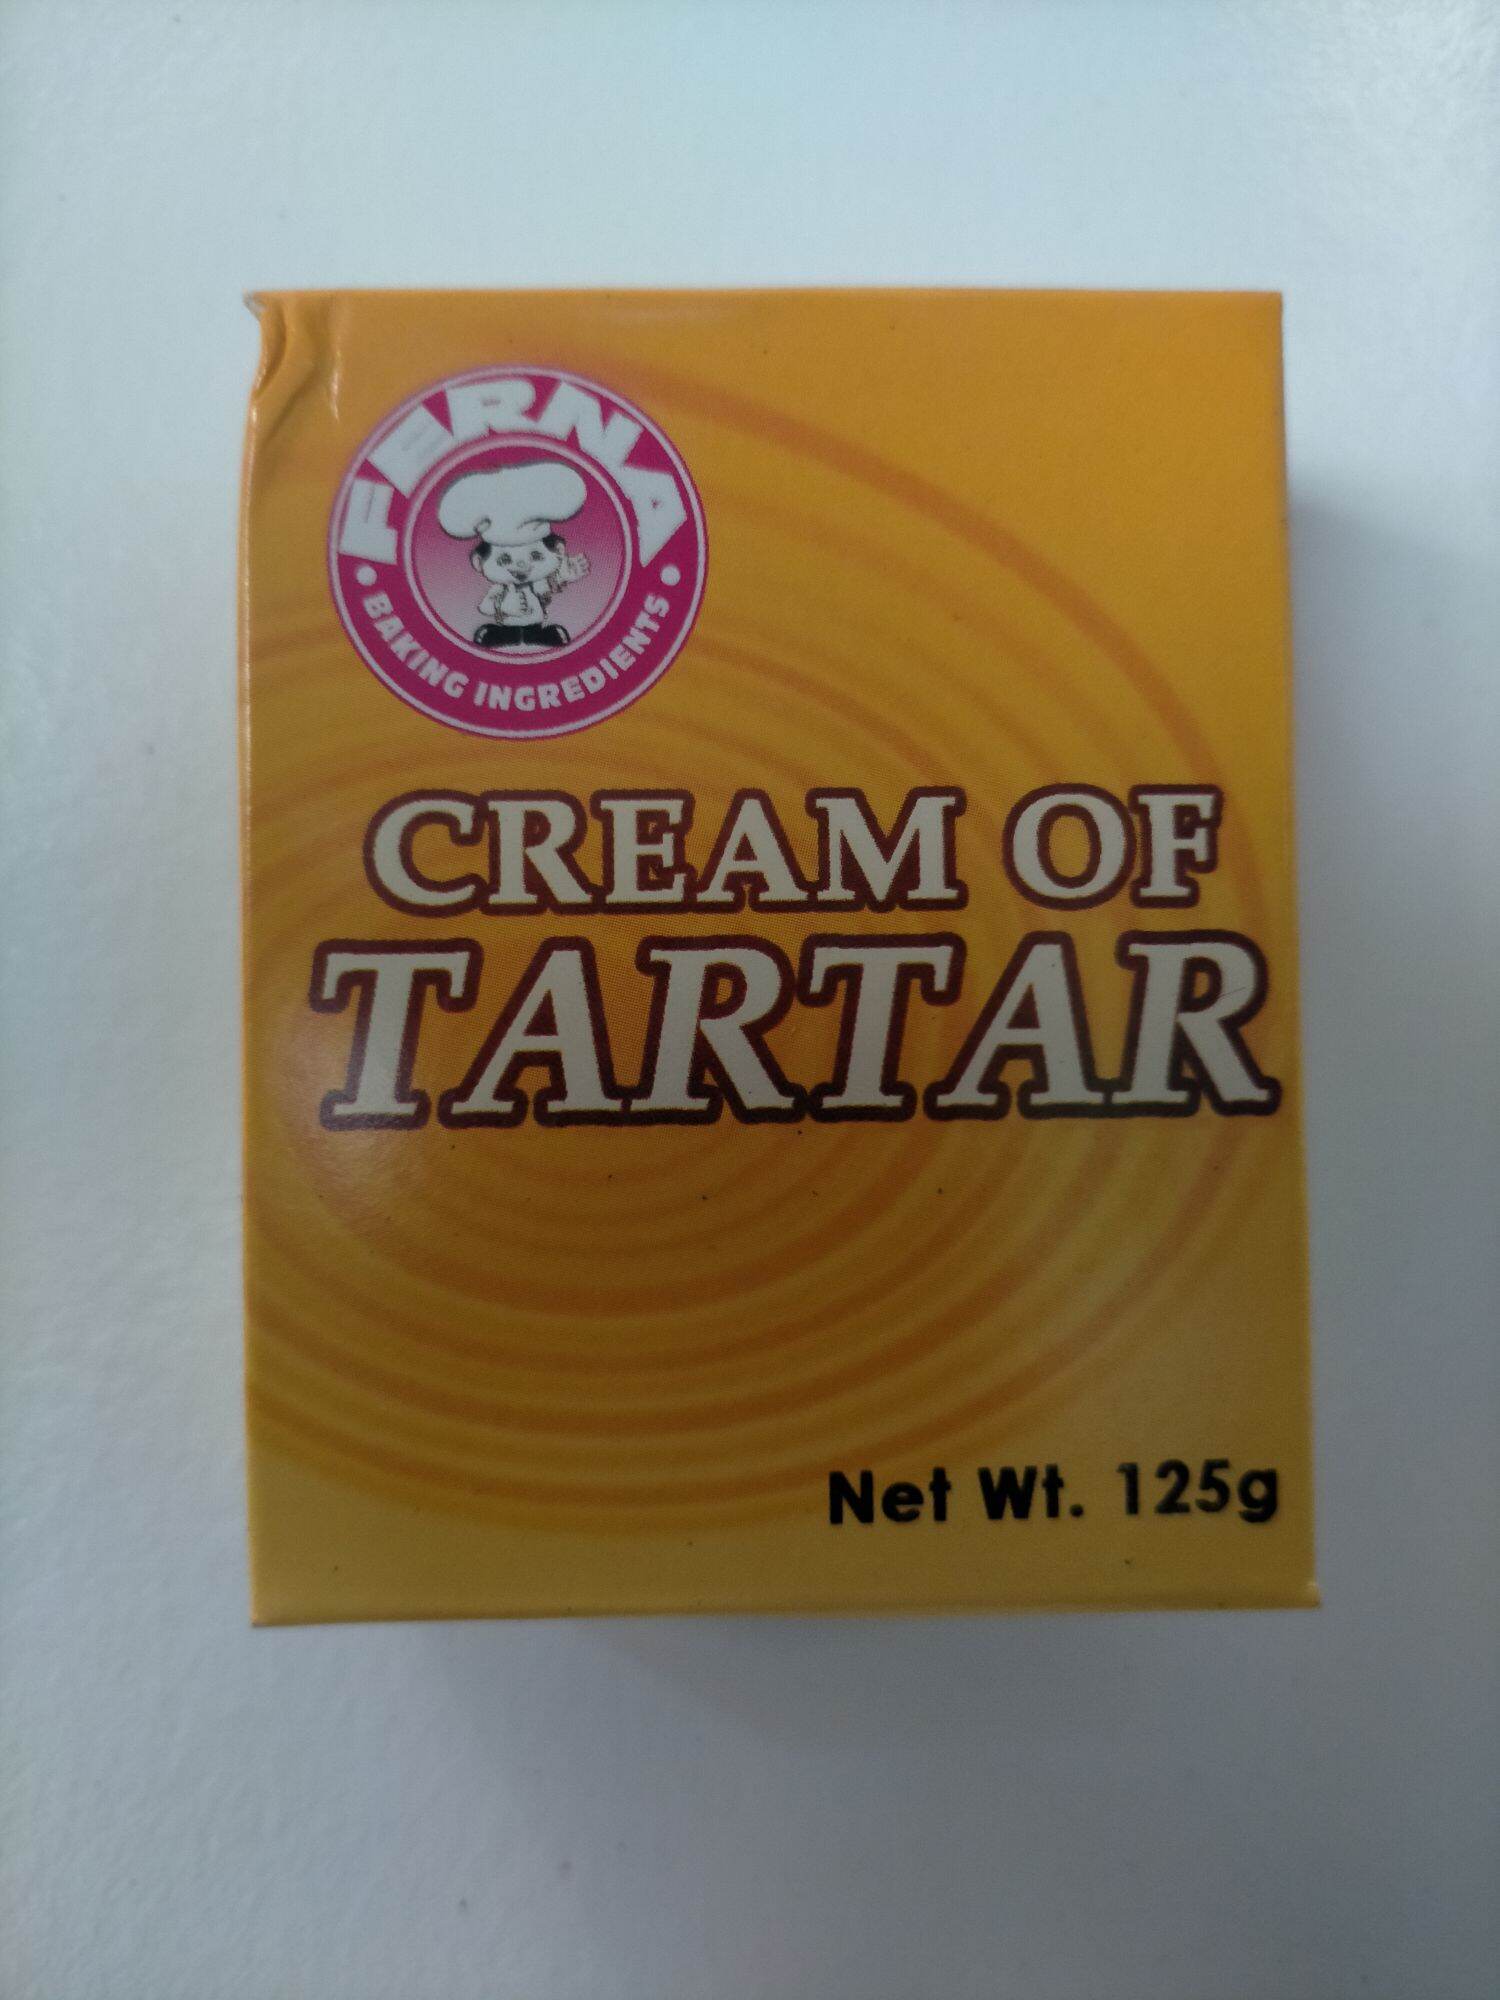 FERNA
• BAKING INGREDIENTS •
CREAM OF
TARTAR
Net Wt. 125g